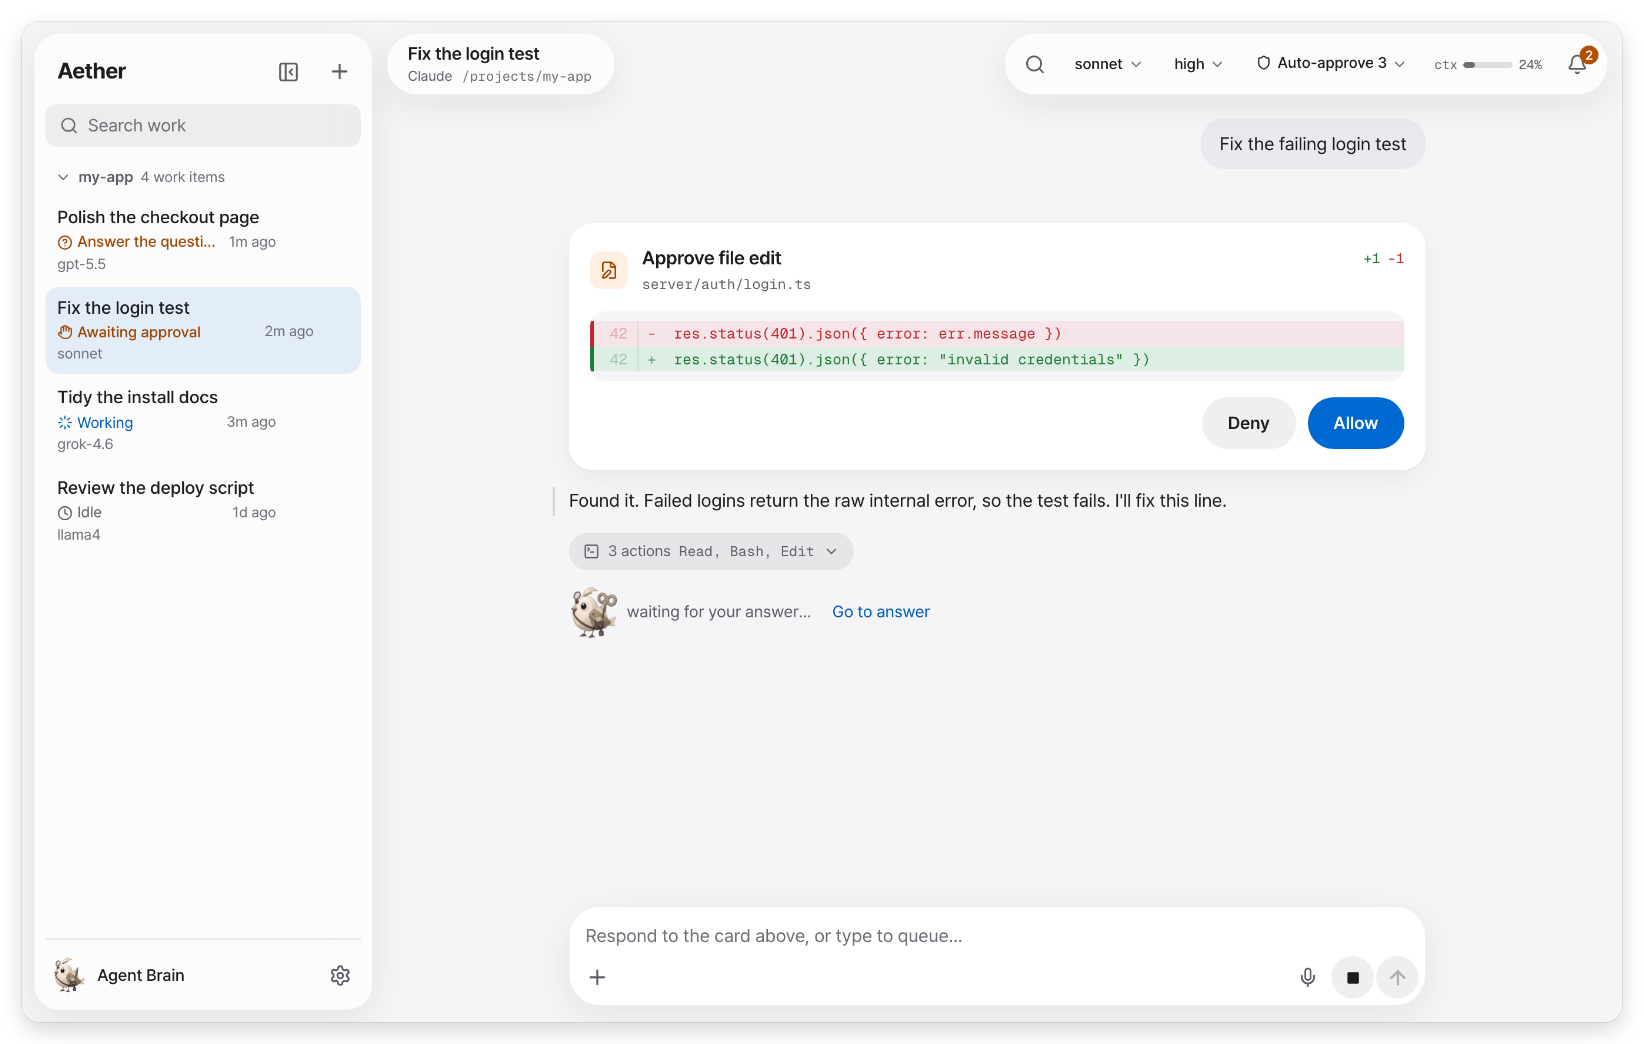 Aether
Search work
my-app 4 work items
Polish the checkout page
Answer the questi... 1m ago
gpt-5.5
Fix the login test
Awaiting approval 2m ago
sonnet
Tidy the install docs
Working 3m ago
grok-4.6
Review the deploy script
Idle 1d ago
llama4
Agent Brain
Fix the login test
Claude /projects/my-app
sonnet high Auto-approve 3 ctx 24% 2
Fix the failing login test
Approve file edit +1 -1
server/auth/login.ts
42 - res.status(401).json({ error: err.message })
42 + res.status(401).json({ error: "invalid credentials" })
Deny Allow
Found it. Failed logins return the raw internal error, so the test fails. I'll fix this line.
3 actions Read, Bash, Edit
waiting for your answer... Go to answer
Respond to the card above, or type to queue...